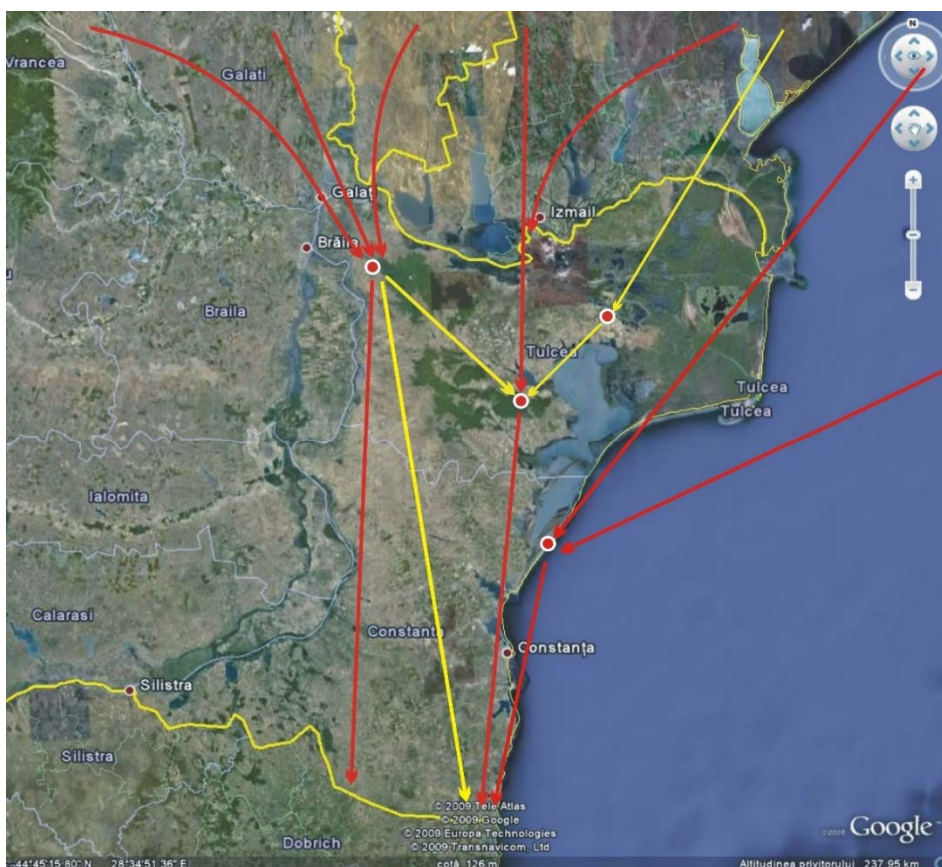 N
Vrancea
Galati
Galaț
Izmail
Brăila
Braila
Tulcea
Tulcea
Tulcea
Ialomita
Calarasi
Constanta
Constanța
Silistra
Silistra
© 2009 Tele Atlas
© 2009 Google
© 2009 Europa Technologies
© 2009 Transnavicom, Ltd
Dobrich
Google
44°45'15.80" N 28°34'51.36" E
cotă 126 m
Altitudinea privitorului 237.95 km